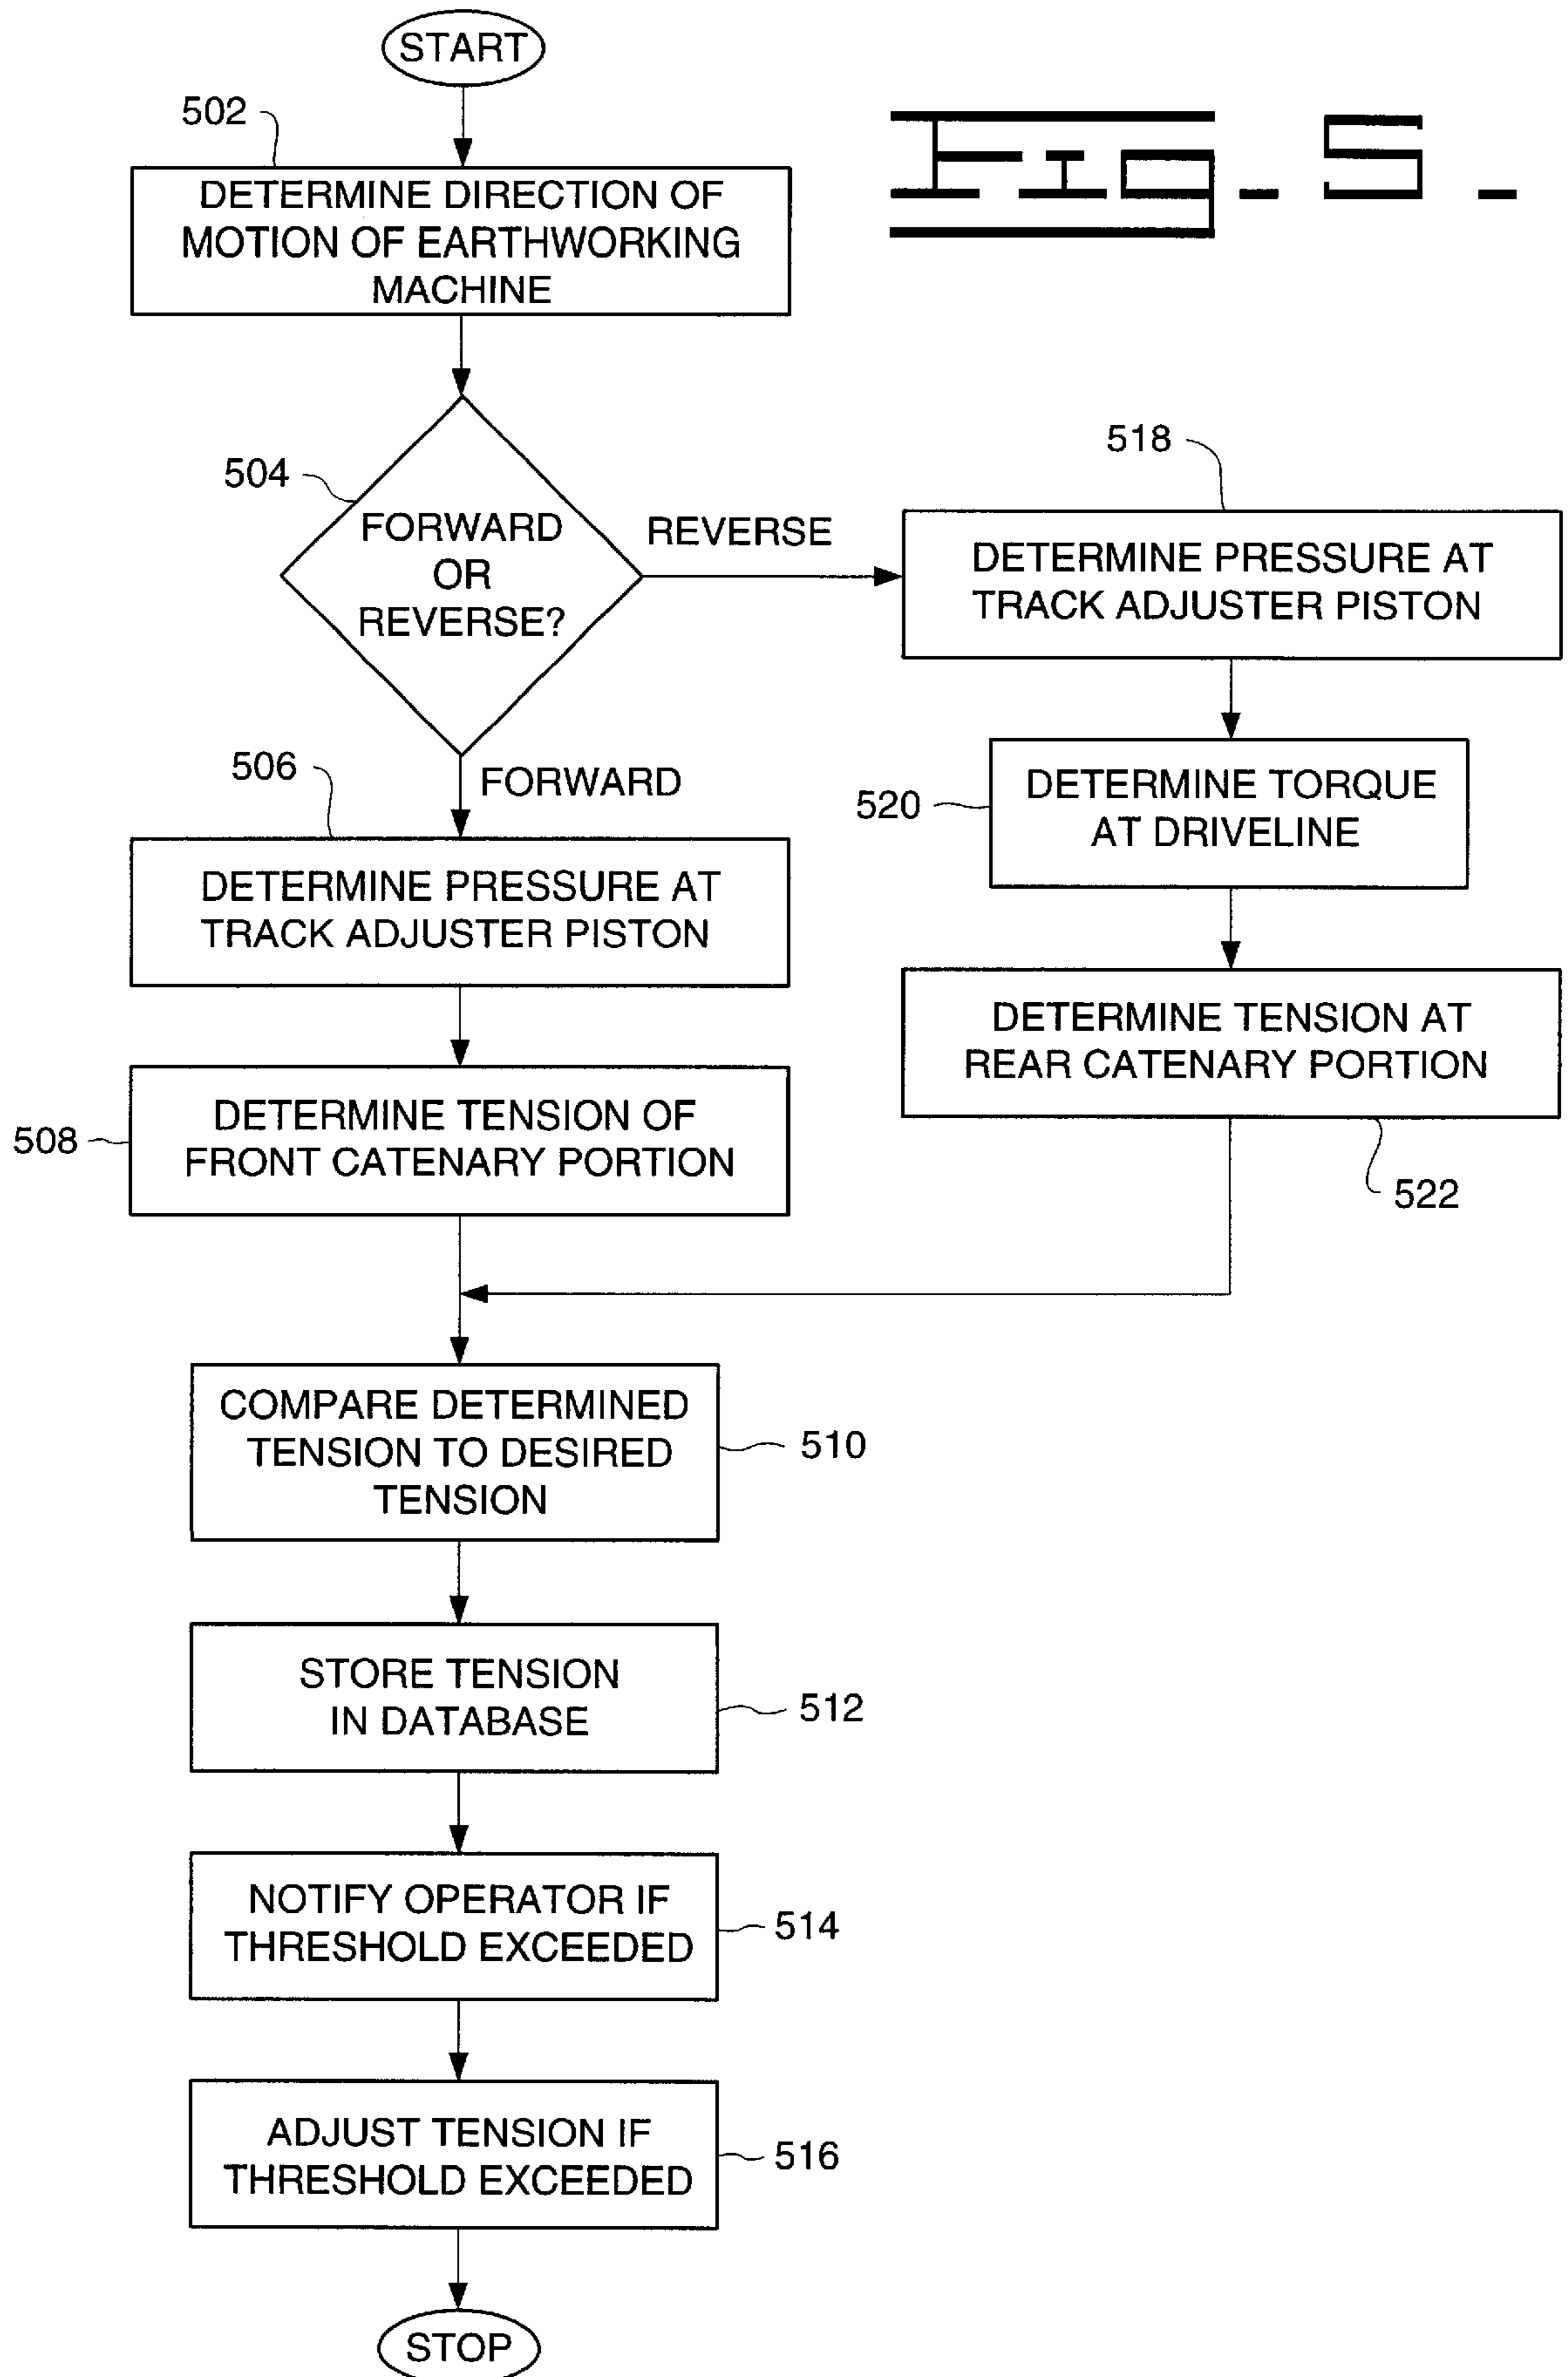 START
502
DETERMINE DIRECTION OF
MOTION OF EARTHWORKING
MACHINE
Fig. 5.
504
FORWARD
OR
REVERSE?
REVERSE
518
DETERMINE PRESSURE AT
TRACK ADJUSTER PISTON
520
DETERMINE TORQUE
AT DRIVELINE
DETERMINE TENSION AT
REAR CATENARY PORTION
522
FORWARD
506
DETERMINE PRESSURE AT
TRACK ADJUSTER PISTON
508
DETERMINE TENSION OF
FRONT CATENARY PORTION
COMPARE DETERMINED
TENSION TO DESIRED
TENSION
510
STORE TENSION
IN DATABASE
512
NOTIFY OPERATOR IF
THRESHOLD EXCEEDED
514
ADJUST TENSION IF
THRESHOLD EXCEEDED
516
STOP